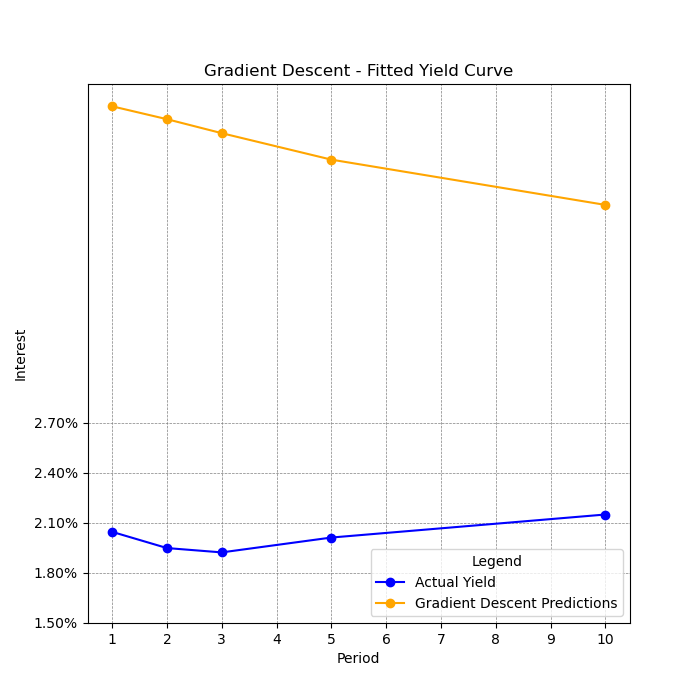 Gradient Descent - Fitted Yield Curve
Interest
2.70%
2.40%
2.10%
1.80%
1.50%
Legend
Actual Yield
Gradient Descent Predictions
1 2 3 4 5 6 7 8 9 10
Period